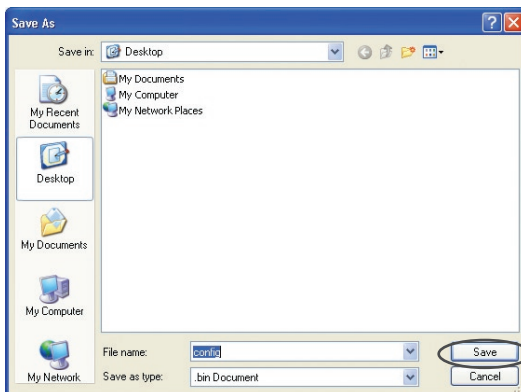 Save As
Save in:
Desktop
My Recent
Documents
Desktop
My Documents
My Computer
My Network
My Documents
My Computer
My Network Places
File name:
config
Save
Save as type:
.bin Document
Cancel